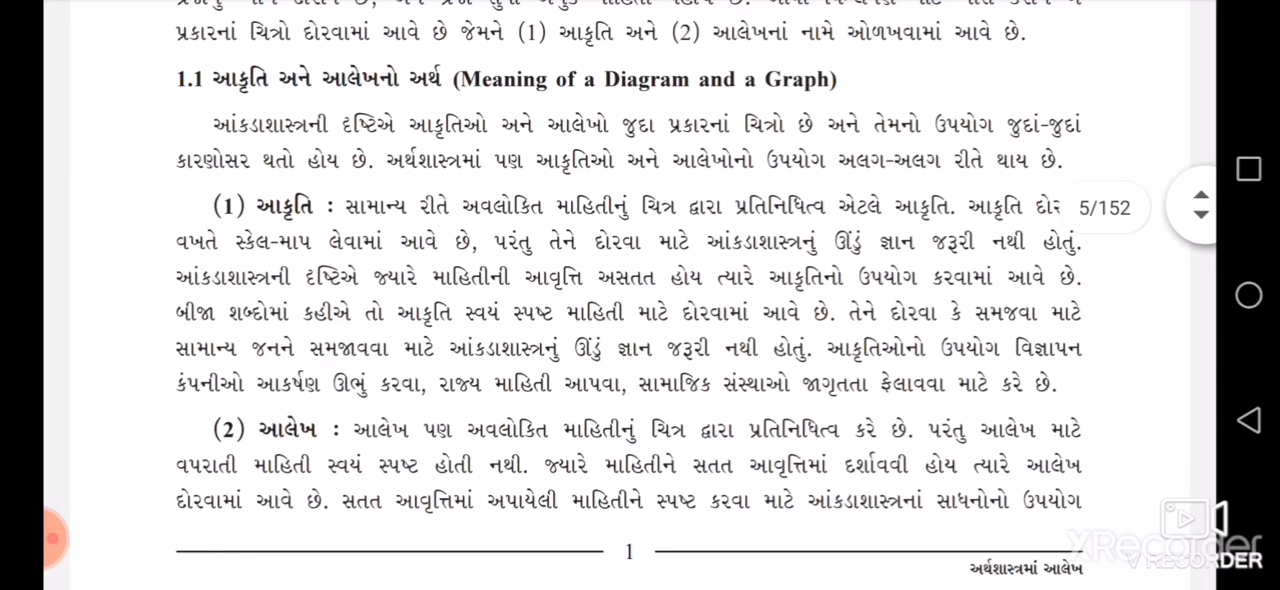 પ્રકારનાં ચિત્રો દોરવામાં આવે છે જેમને (1) આકૃતિ અને (2) આલેખનાં નામે ઓળખવામાં આવે છે.
1.1 આકૃતિ અને આલેખનો અર્થ (Meaning of a Diagram and a Graph)
આંકડાશાસ્ત્રની દૃષ્ટિએ આકૃતિઓ અને આલેખો જુદા પ્રકારનાં ચિત્રો છે અને તેમનો ઉપયોગ જુદાં-જુદાં
કારણોસર થતો હોય છે. અર્થશાસ્ત્રમાં પણ આકૃતિઓ અને આલેખોનો ઉપયોગ અલગ-અલગ રીતે થાય છે.
(1) આકૃતિ : સામાન્ય રીતે અવલોકિત માહિતીનું ચિત્ર દ્વારા પ્રતિનિધિત્વ એટલે આકૃતિ. આકૃતિ 5/152
વખતે સ્કેલ-માપ લેવામાં આવે છે, પરંતુ તેને દોરવા માટે આંકડાશાસ્ત્રનું ઊંડું જ્ઞાન જરૂરી નથી હોતું.
આંકડાશાસ્ત્રની દૃષ્ટિએ જ્યારે માહિતીની આવૃત્તિ અસતત હોય ત્યારે આકૃતિનો ઉપયોગ કરવામાં આવે છે.
બીજા શબ્દોમાં કહીએ તો આકૃતિ સ્વયં સ્પષ્ટ માહિતી માટે દોરવામાં આવે છે. તેને દોરવા કે સમજવા માટે
સામાન્ય જનને સમજાવવા માટે આંકડાશાસ્ત્રનું ઊંડું જ્ઞાન જરૂરી નથી હોતું. આકૃતિઓનો ઉપયોગ વિજ્ઞાપન
કંપનીઓ આકર્ષણ ઊભું કરવા, રાજ્ય માહિતી આપવા, સામાજિક સંસ્થાઓ જાગૃતતા ફેલાવવા માટે કરે છે.
(2) આલેખ : આલેખ પણ અવલોકિત માહિતીનું ચિત્ર દ્વારા પ્રતિનિધિત્વ કરે છે. પરંતુ આલેખ માટે
વપરાતી માહિતી સ્વયં સ્પષ્ટ હોતી નથી. જ્યારે માહિતીને સતત આવૃત્તિમાં દર્શાવવી હોય ત્યારે આલેખ
દોરવામાં આવે છે. સતત આવૃત્તિમાં અપાયેલી માહિતીને સ્પષ્ટ કરવા માટે આંકડાશાસ્ત્રનાં સાધનોનો ઉપયોગ
1
અર્થશાસ્ત્રમાં આલેખ
XRecorder
V RECORDER